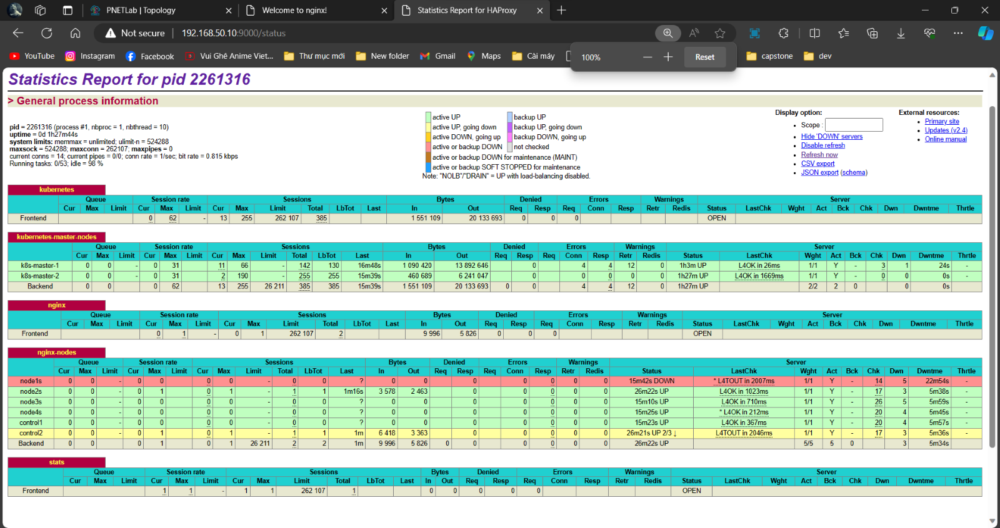 PNETLab | Topology
Welcome to nginx!
Statistics Report for HAProxy
Not secure
192.168.50.10:9000/status
YouTube
Instagram
Facebook
Vui Ghê Anime Viet...
Thư mục mới
New folder
Gmail
Maps
Cài máy
100%
Reset
capstone
dev
Statistics Report for pid 2261316
> General process information
pid = 2261316 (process #1, nbproc = 1, nbthread = 10)
uptime = 0d 1h27m44s
system limits: memmax = unlimited; ulimit-n = 524288
maxsock = 524288; maxconn = 262107; maxpipes = 0
current conns = 14; current pipes = 0/0; conn rate = 1/sec; bit rate = 0.815 kbps
Running tasks: 0/53; idle = 98 %
active UP
backup UP
active UP, going down
backup UP, going down
active DOWN, going up
backup DOWN, going up
active or backup DOWN
not checked
active or backup DOWN for maintenance (MAINT)
active or backup SOFT STOPPED for maintenance
Note: "NOLB"/"DRAIN" = UP with load-balancing disabled.
Display option:
Scope :
Hide 'DOWN' servers
Disable refresh
Refresh now
CSV export
JSON export (schema)
External resources:
Primary site
Updates (v2.4)
Online manual
kubernetes
Queue Session rate Sessions Bytes Denied Errors Warnings Server
Cur Max Limit Cur Max Limit Cur Max Limit Total LbTot Last In Out Req Resp Req Conn Resp Retr Redis Status LastChk Wght Act Bck Chk Dwn Dwntme Thrtle
Frontend 0 62 - 13 255 262 107 385 1 551 109 20 133 693 0 0 0 OPEN
kubernetes-master-nodes
Queue Session rate Sessions Bytes Denied Errors Warnings Server
Cur Max Limit Cur Max Limit Cur Max Limit Total LbTot Last In Out Req Resp Req Conn Resp Retr Redis Status LastChk Wght Act Bck Chk Dwn Dwntme Thrtle
k8s-master-1 0 0 - 0 31 11 66 - 142 130 16m48s 1 090 420 13 892 646 0 4 4 12 0 1h3m UP L4OK in 26ms 1/1 Y - 3 1 24s -
k8s-master-2 0 0 - 0 31 2 190 - 255 255 15m39s 460 689 6 241 047 0 0 0 0 0 1h27m UP L4OK in 1669ms 1/1 Y - 0 0 0s -
Backend 0 0 0 62 13 255 26 211 385 385 15m39s 1 551 109 20 133 693 0 0 4 4 12 0 1h27m UP 2/2 2 0 0 0s
nginx
Queue Session rate Sessions Bytes Denied Errors Warnings Server
Cur Max Limit Cur Max Limit Cur Max Limit Total LbTot Last In Out Req Resp Req Conn Resp Retr Redis Status LastChk Wght Act Bck Chk Dwn Dwntme Thrtle
Frontend 0 1 - 0 1 262 107 2 9 996 5 826 0 0 0 OPEN
nginx-nodes
Queue Session rate Sessions Bytes Denied Errors Warnings Server
Cur Max Limit Cur Max Limit Cur Max Limit Total LbTot Last In Out Req Resp Req Conn Resp Retr Redis Status LastChk Wght Act Bck Chk Dwn Dwntme Thrtle
node1s 0 0 - 0 0 0 0 - 0 0 ? 0 0 0 0 0 0 0 15m42s DOWN * L4TOUT in 2007ms 1/1 Y - 14 5 22m54s -
node2s 0 0 - 0 1 0 1 - 1 1 1m16s 3 578 2 463 0 0 0 0 0 26m22s UP L4OK in 1023ms 1/1 Y - 17 3 5m38s -
node3s 0 0 - 0 0 0 0 - 0 0 ? 0 0 0 0 0 0 0 15m10s UP L4OK in 710ms 1/1 Y - 26 5 5m59s -
node4s 0 0 - 0 0 0 0 - 0 0 ? 0 0 0 0 0 0 0 15m25s UP * L4OK in 212ms 1/1 Y - 20 4 5m45s -
control1 0 0 - 0 0 0 0 - 0 0 ? 0 0 0 0 0 0 0 15m23s UP L4OK in 367ms 1/1 Y - 20 4 5m57s -
control2 0 0 - 0 1 0 1 - 1 1 1m 6 418 3 363 0 0 0 0 0 26m21s UP 2/3 ↓ L4TOUT in 2046ms 1/1 Y - 17 3 5m36s -
Backend 0 0 0 1 0 1 26 211 2 2 1m 9 996 5 826 0 0 0 0 0 0 26m22s UP 5/5 5 0 3 5m34s
stats
Queue Session rate Sessions Bytes Denied Errors Warnings Server
Cur Max Limit Cur Max Limit Cur Max Limit Total LbTot Last In Out Req Resp Req Conn Resp Retr Redis Status LastChk Wght Act Bck Chk Dwn Dwntme Thrtle
Frontend 1 1 - 1 1 262 107 1 0 0 0 0 0 OPEN